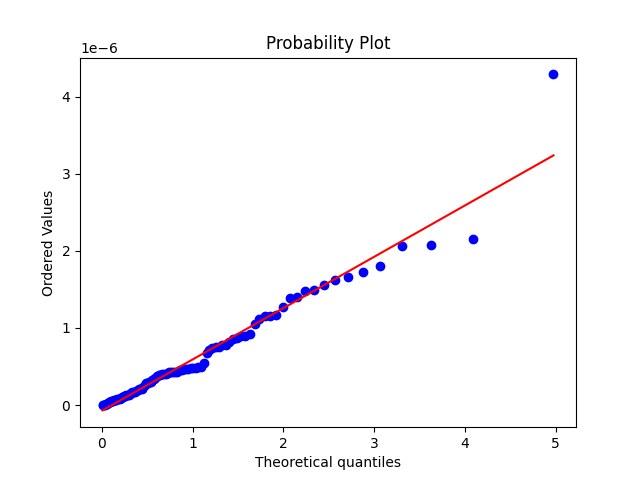 Probability Plot
1e−6
4
3
2
1
0
Ordered Values
0 1 2 3 4 5
Theoretical quantiles